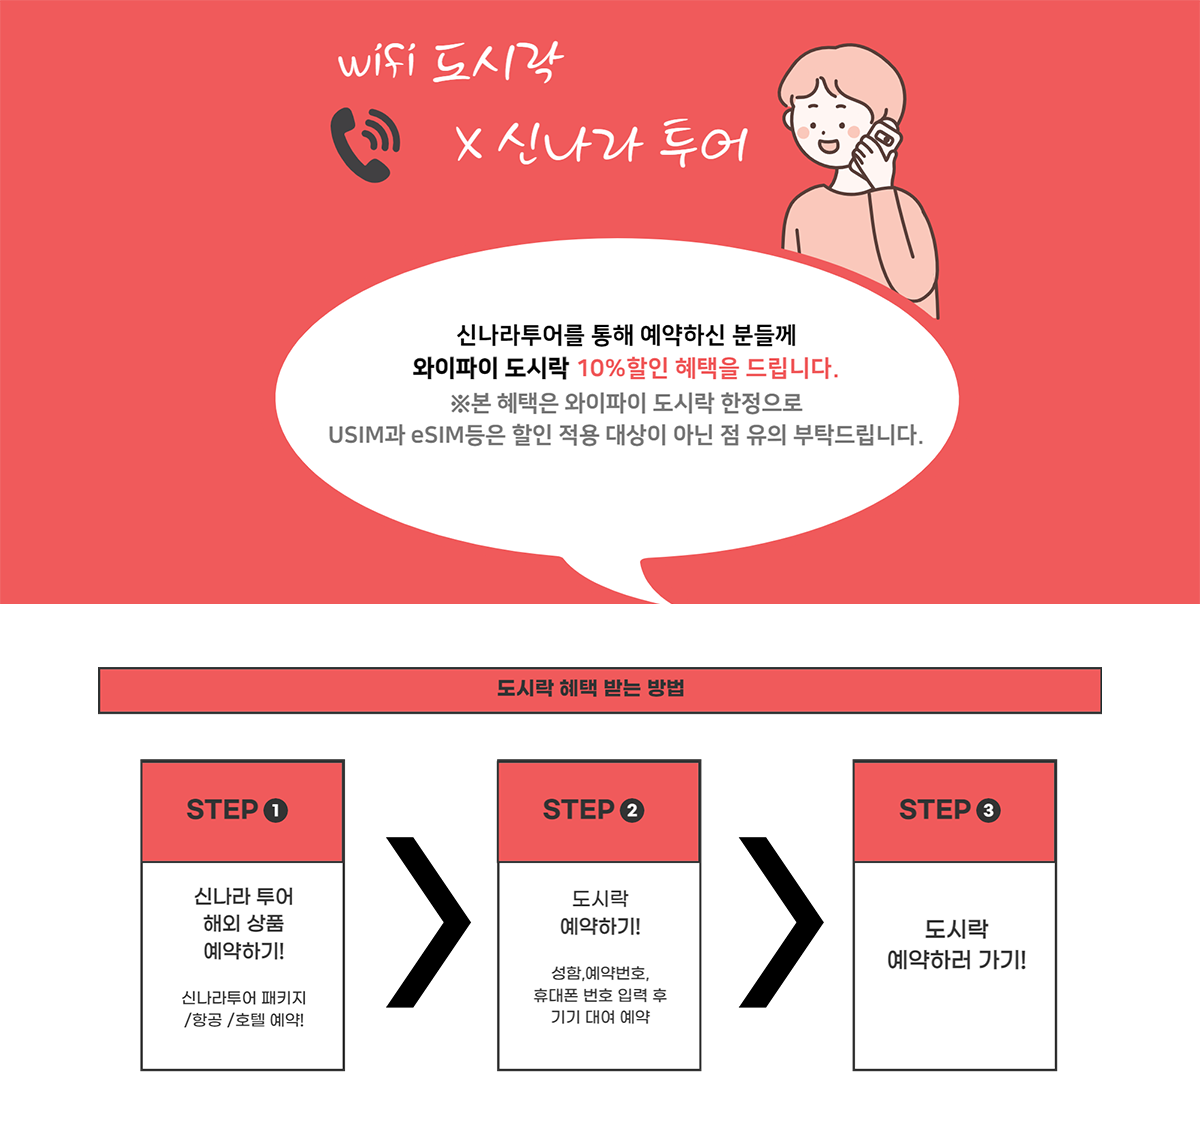 wifi 도시락
X 신나라 투어
신나라투어를 통해 예약하신 분들께
와이파이 도시락 10%할인 혜택을 드립니다.
※본 혜택은 와이파이 도시락 한정으로
USIM과 eSIM등은 할인 적용 대상이 아닌 점 유의 부탁드립니다.
도시락 혜택 받는 방법
STEP 1
신나라 투어
해외 상품
예약하기!
신나라투어 패키지
/항공 /호텔 예약!
STEP 2
도시락
예약하기!
성함,예약번호,
휴대폰 번호 입력 후
기기 대여 예약
STEP 3
도시락
예약하러 가기!